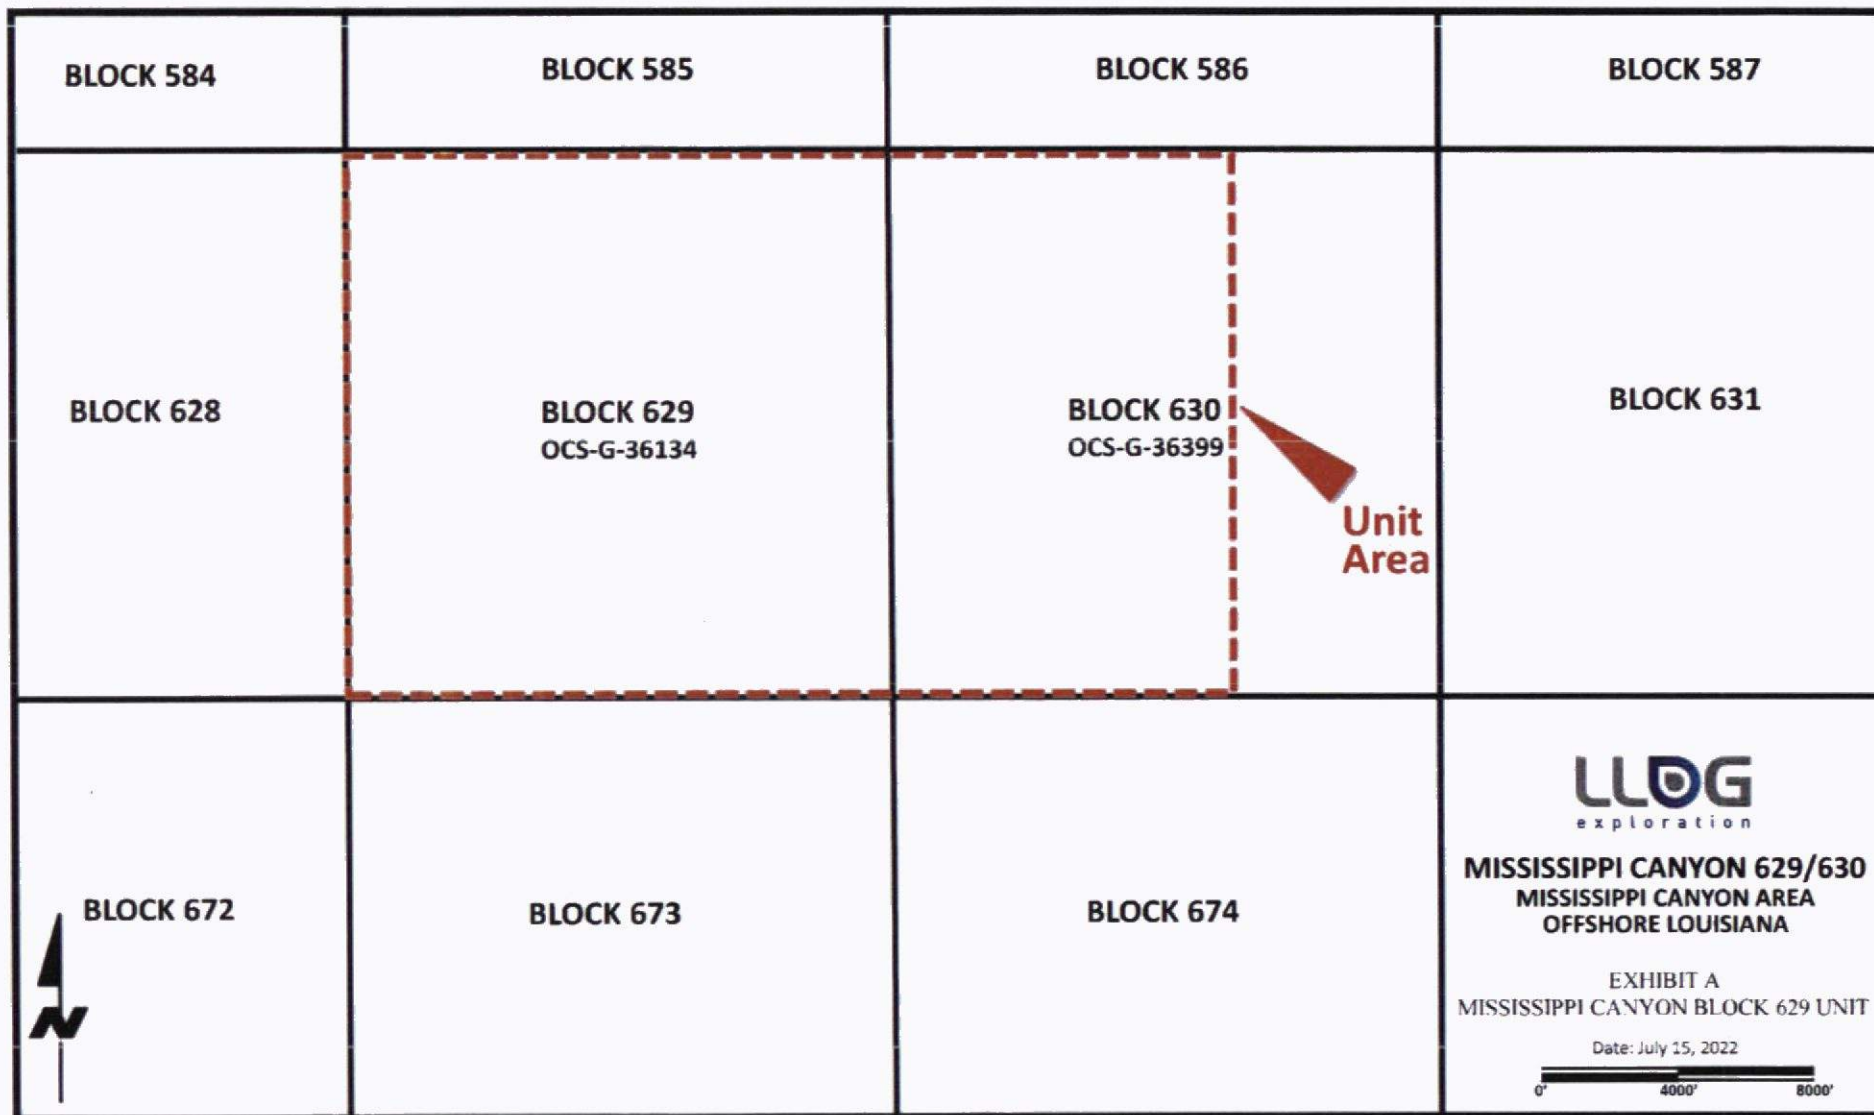 BLOCK 584
BLOCK 585
BLOCK 586
BLOCK 587
BLOCK 628
BLOCK 629
OCS-G-36134
BLOCK 630
OCS-G-36399
BLOCK 631
Unit
Area
BLOCK 672
BLOCK 673
BLOCK 674
N
LLOG
exploration
MISSISSIPPI CANYON 629/630
MISSISSIPPI CANYON AREA
OFFSHORE LOUISIANA
EXHIBIT A
MISSISSIPPI CANYON BLOCK 629 UNIT
Date: July 15, 2022
0' 4000' 8000'